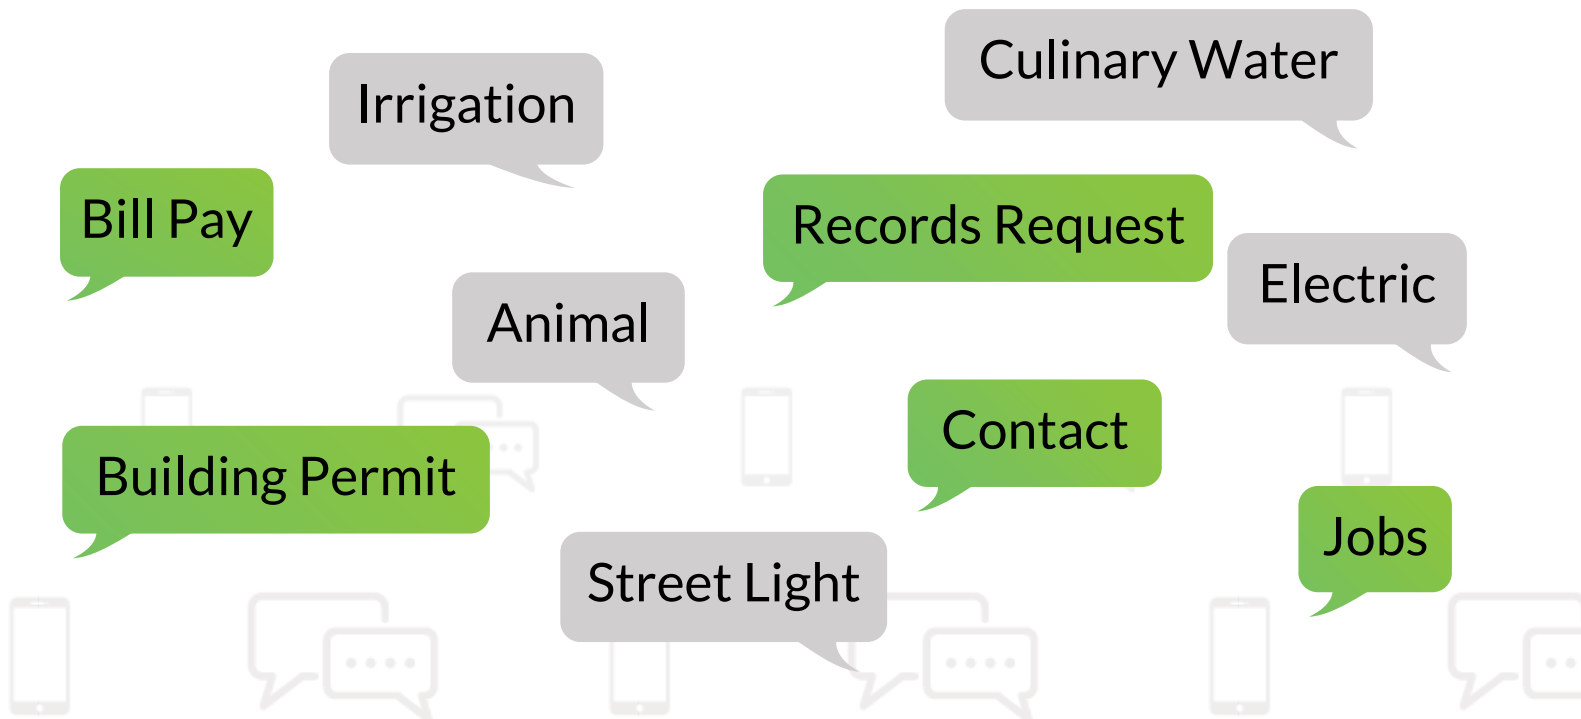 Culinary Water
Irrigation
Bill Pay
Records Request
Electric
Animal
Contact
Building Permit
Jobs
Street Light